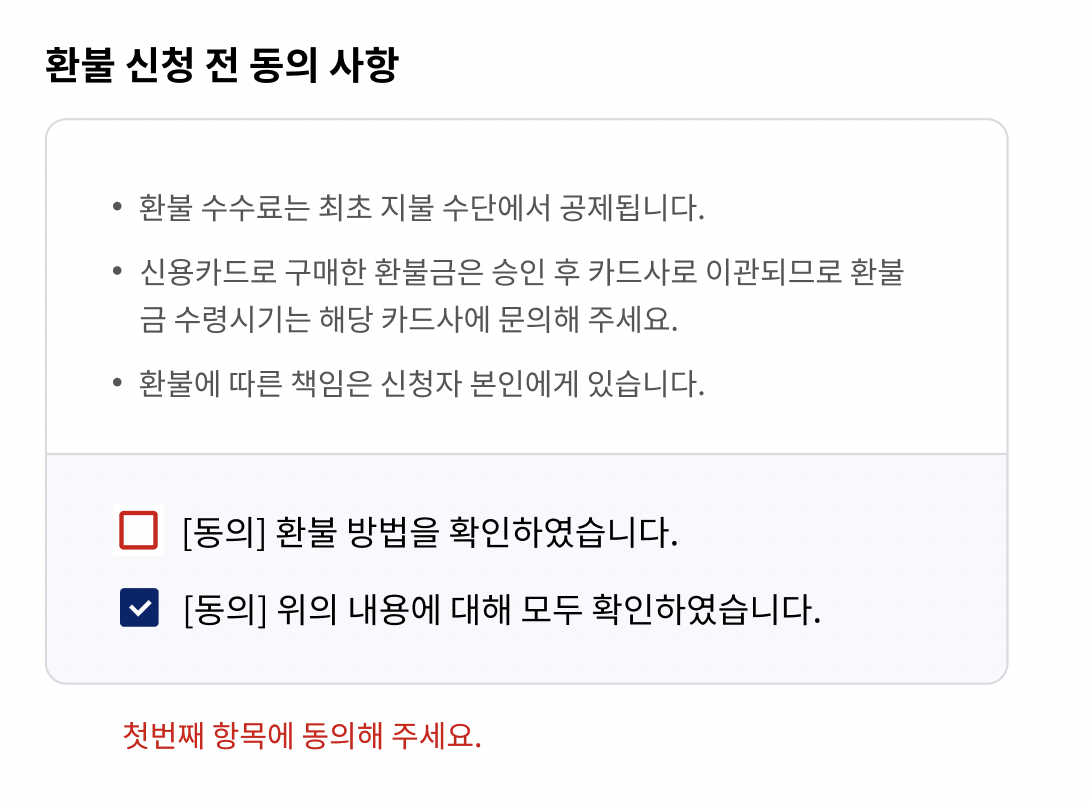 환불 신청 전 동의 사항
• 환불 수수료는 최초 지불 수단에서 공제됩니다.
• 신용카드로 구매한 환불금은 승인 후 카드사로 이관되므로 환불
금 수령시기는 해당 카드사에 문의해 주세요.
• 환불에 따른 책임은 신청자 본인에게 있습니다.
[동의] 환불 방법을 확인하였습니다.
[동의] 위의 내용에 대해 모두 확인하였습니다.
첫번째 항목에 동의해 주세요.